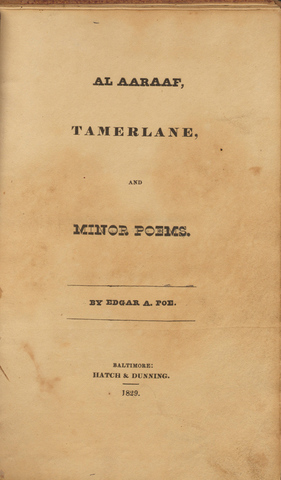 AL AARAAF,
TAMERLANE,
AND
MINOR POEMS.
BY EDGAR A. POE.
BALTIMORE:
HATCH & DUNNING.
1829.